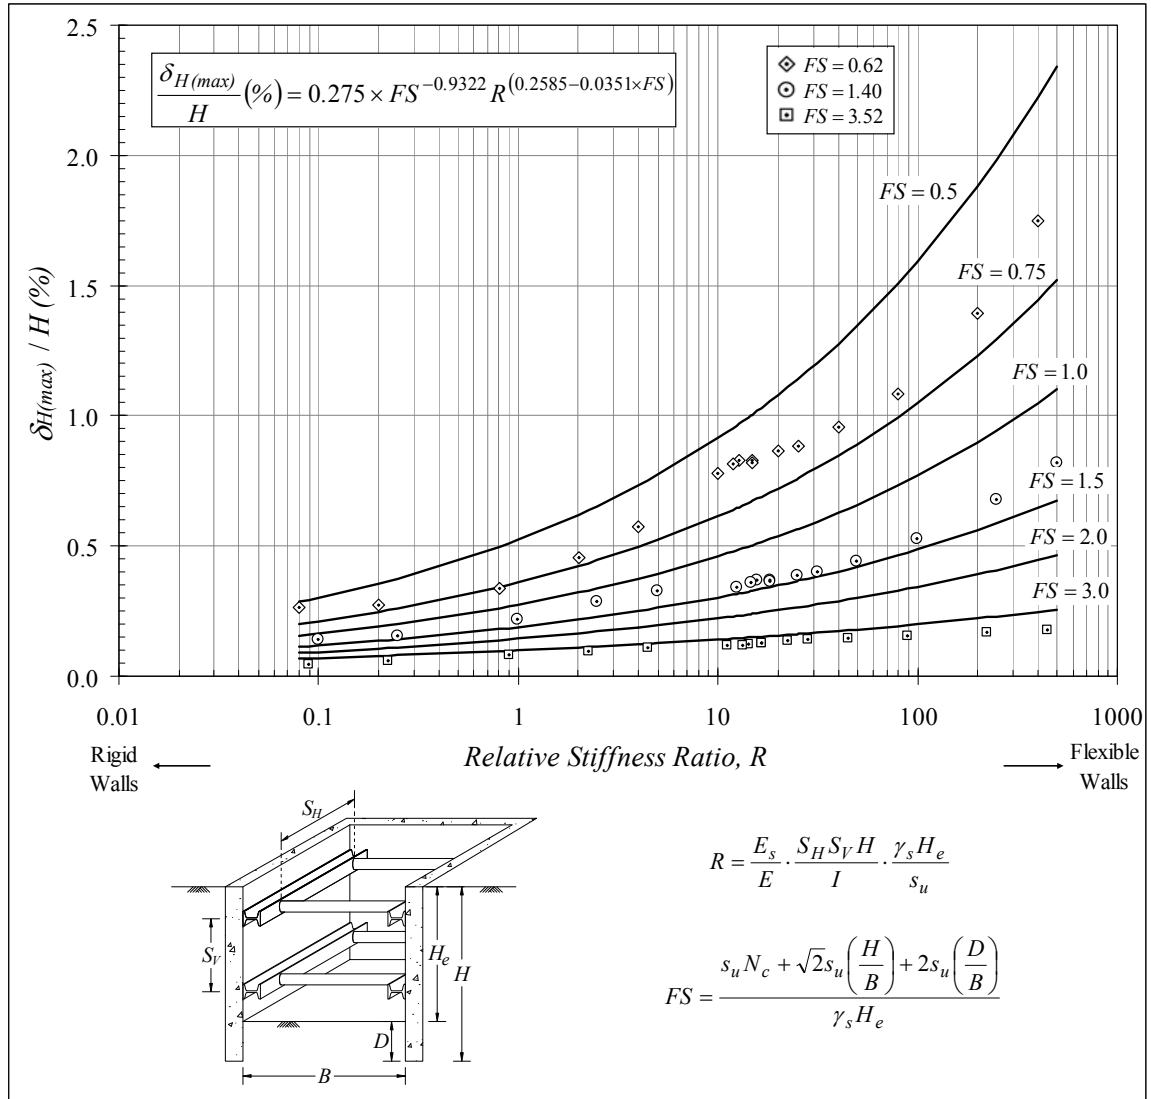 2.5
2.0
1.5
1.0
0.5
0.0
δH(max) / H (%)
δH(max)/H (%) = 0.275 × FS^−0.9322 R^(0.2585−0.0351×FS)
FS = 0.62
FS = 1.40
FS = 3.52
FS = 0.5
FS = 0.75
FS = 1.0
FS = 1.5
FS = 2.0
FS = 3.0
0.01 0.1 1 10 100 1000
Rigid
Walls
Relative Stiffness Ratio, R
Flexible
Walls
SH
SV
He
H
D
B
R = Es/E · SH SV H/I · γs He/su
FS = (su Nc + √2 su (H/B) + 2su (D/B))/(γs He)